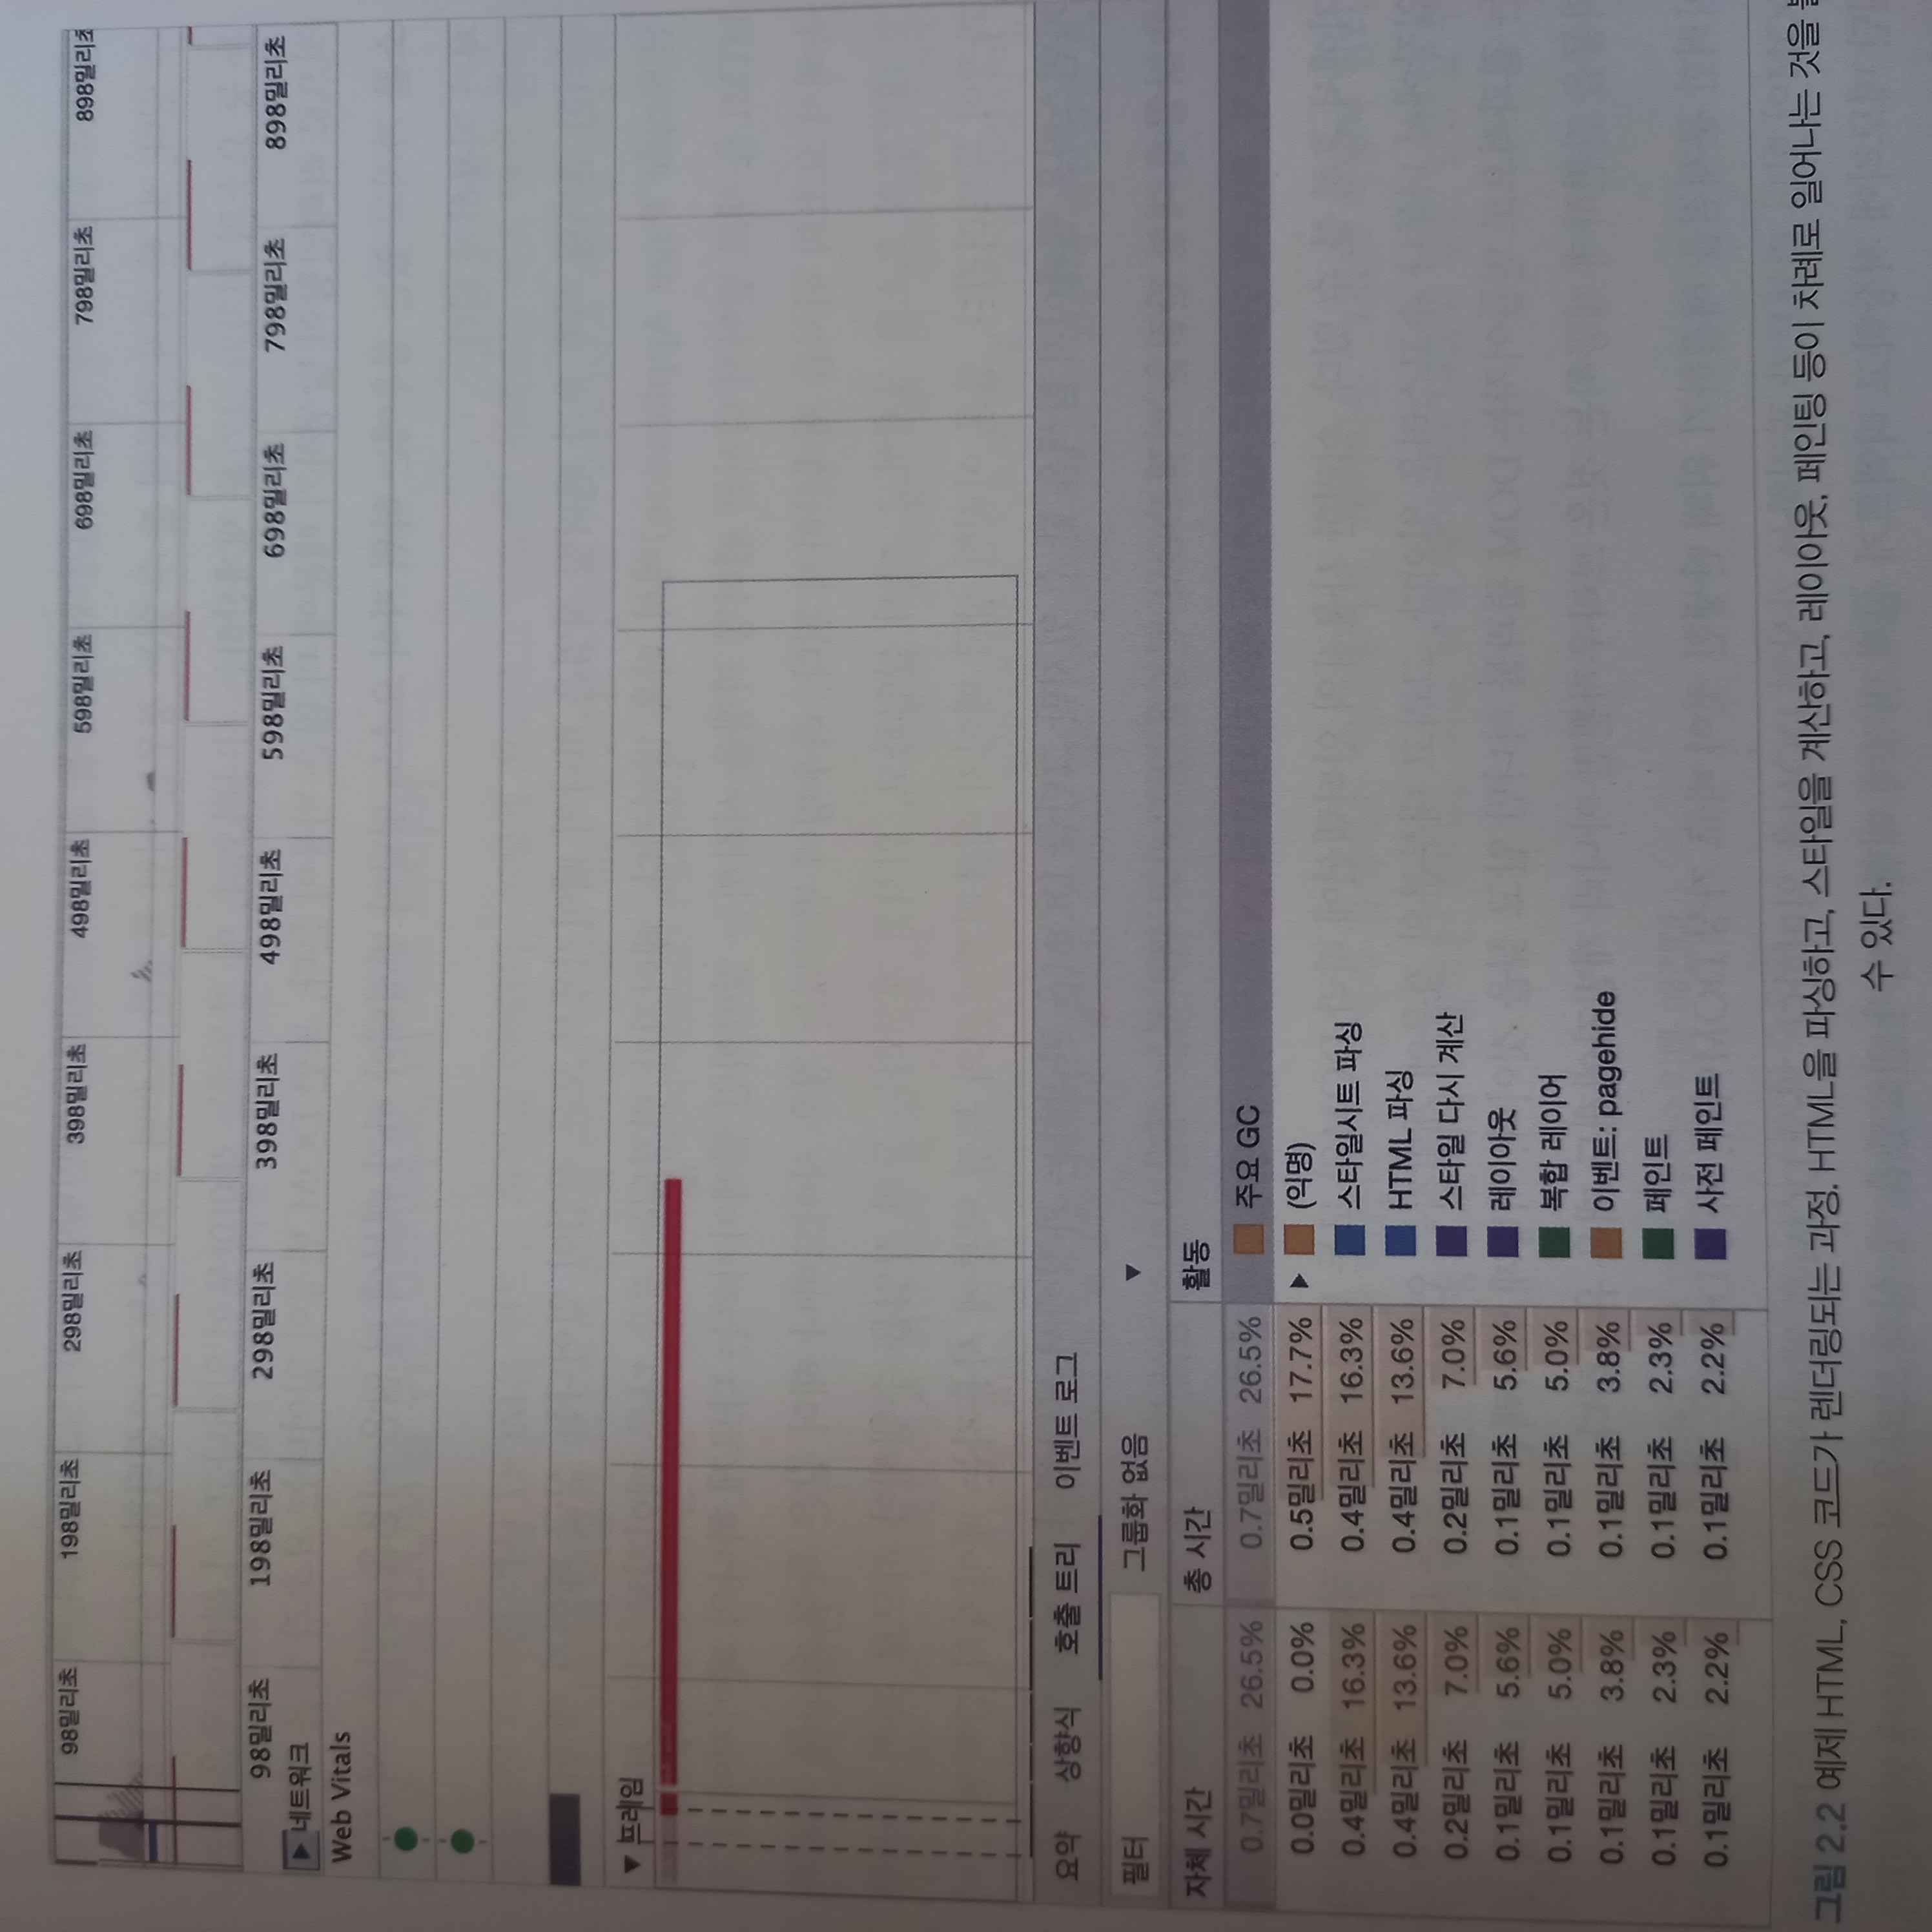 98밀리초 198밀리초 298밀리초 398밀리초 498밀리초 598밀리초 698밀리초 798밀리초 898밀리초
98밀리초 198밀리초 298밀리초 398밀리초 498밀리초 598밀리초 698밀리초 798밀리초 898밀리초
▶ 네트워크
Web Vitals
▼ 프레임
요약 상향식 호출 트리 이벤트 로그
필터 그룹화 없음 ▼
자체 시간 총 시간 활동
0.7밀리초 26.5% 0.7밀리초 26.5% 주요 GC
0.0밀리초 0.0% 0.5밀리초 17.7% ▶ (익명)
0.4밀리초 16.3% 0.4밀리초 16.3% 스타일시트 파싱
0.4밀리초 13.6% 0.4밀리초 13.6% HTML 파싱
0.2밀리초 7.0% 0.2밀리초 7.0% 스타일 다시 계산
0.1밀리초 5.6% 0.1밀리초 5.6% 레이아웃
0.1밀리초 5.0% 0.1밀리초 5.0% 복합 레이어
0.1밀리초 3.8% 0.1밀리초 3.8% 이벤트: pagehide
0.1밀리초 2.3% 0.1밀리초 2.3% 페인트
0.1밀리초 2.2% 0.1밀리초 2.2% 사전 페인트
그림 2.2 예제 HTML, CSS 코드가 렌더링되는 과정. HTML을 파싱하고, 스타일을 계산하고, 레이아웃, 페인팅 등이 차례로 일어나는 것을
수 있다.